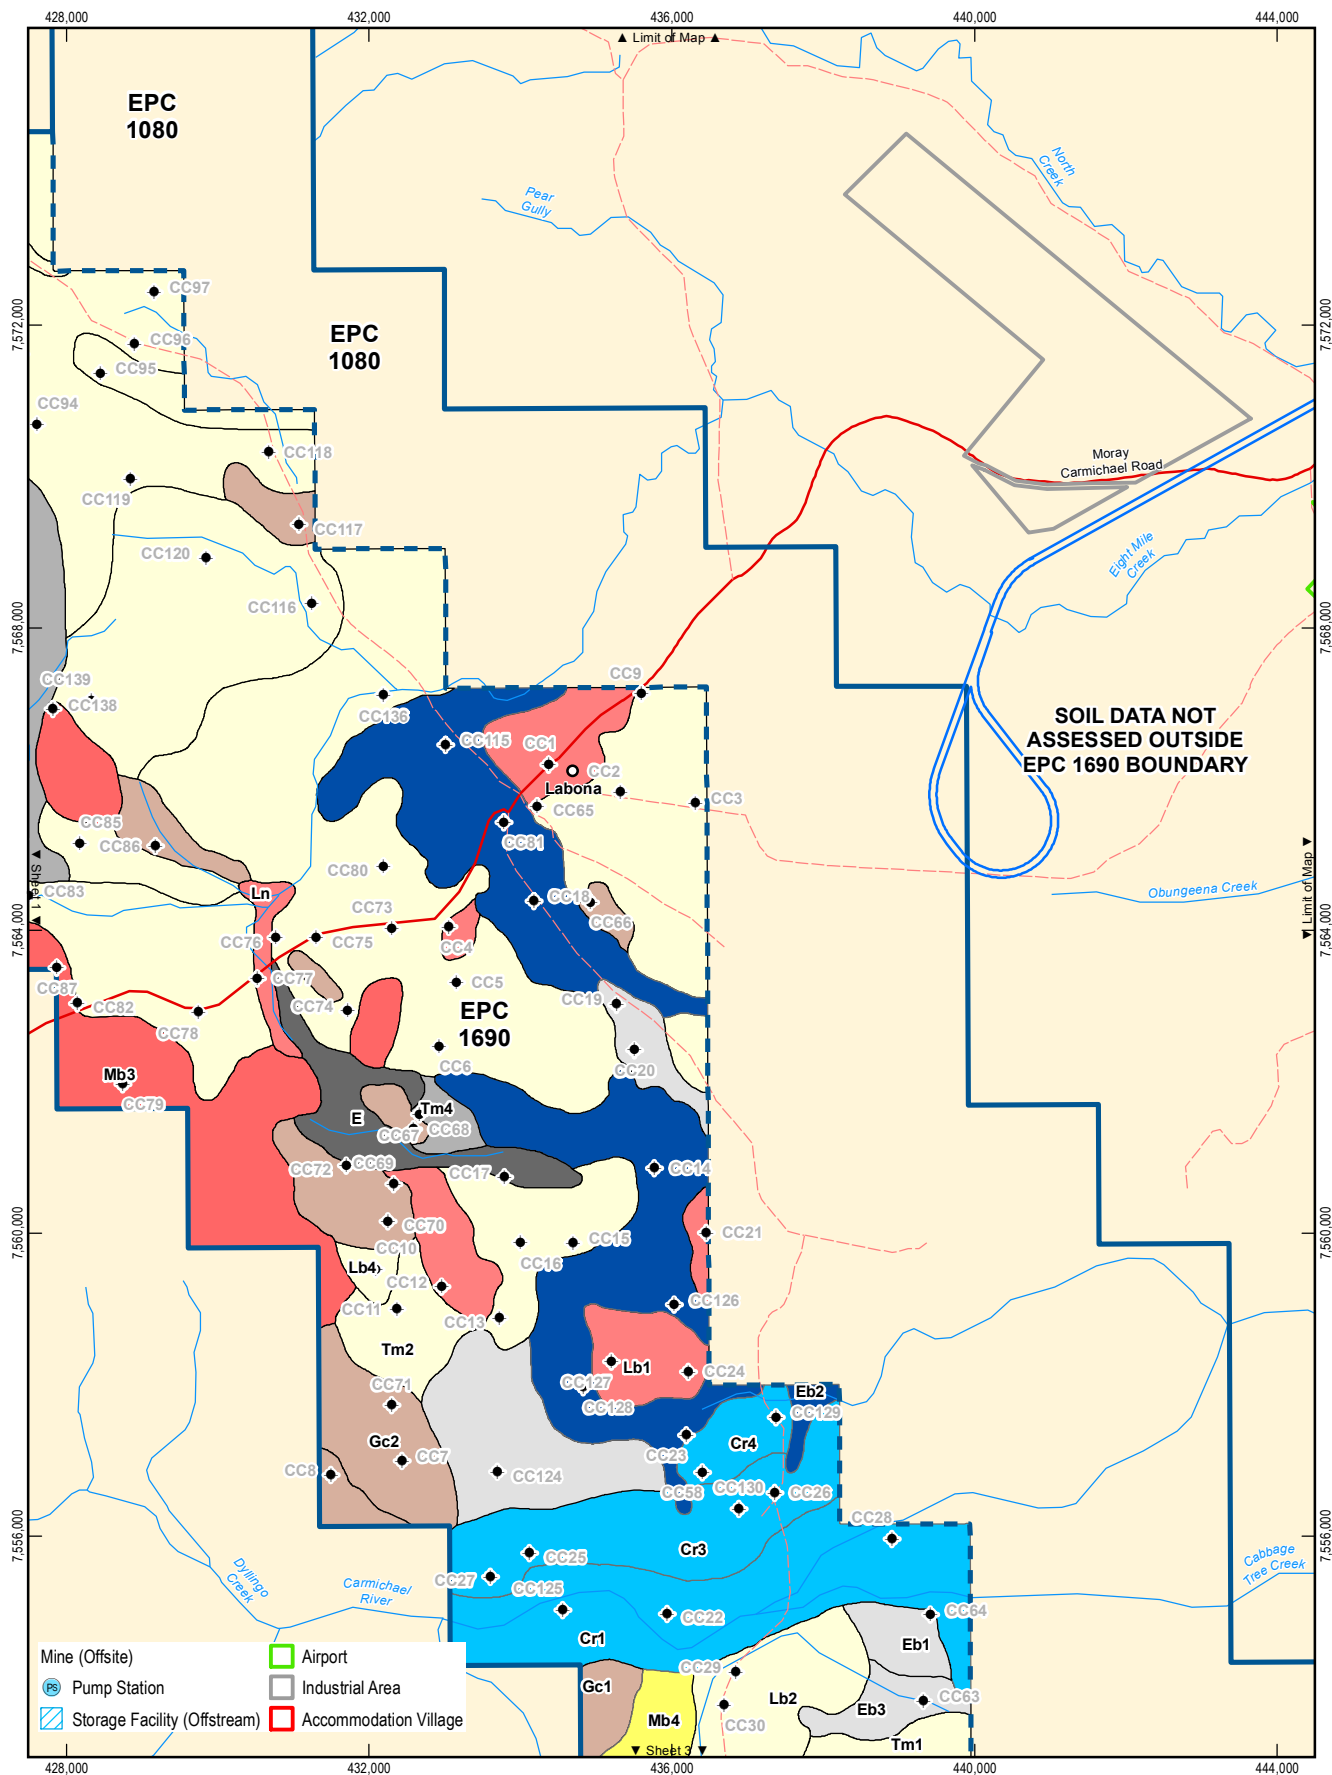 428,000
432,000
436,000
440,000
444,000
▲ Limit of Map ▲
EPC
1080
North
Creek
Pear
Gully
CC97
7,572,000
7,572,000
EPC
1080
CC96
CC95
CC94
CC118
Moray
Carmichael Road
CC119
CC117
CC120
Eight Mile
Creek
CC116
7,568,000
7,568,000
CC139
CC9
CC138
CC136
SOIL DATA NOT
ASSESSED OUTSIDE
EPC 1690 BOUNDARY
CC115
CC1
CC2
Labona
CC3
CC65
CC85
CC81
CC86
CC80
◄ Sheet 1 ◄
▼ Limit of Map ▼
CC83
Ln
CC18
Obungeena Creek
CC73
CC66
7,564,000
7,564,000
CC76
CC75
CC4
CC87
CC77
CC5
CC82
CC74
CC19
CC78
EPC
1690
CC6
CC20
Mb3
CC79
E
Tm4
CC67
CC68
CC72
CC69
CC17
CC14
CC70
CC21
7,560,000
7,560,000
CC10
CC15
CC16
Lb4
CC12
CC11
CC126
CC13
Tm2
Lb1
CC24
CC127
CC71
CC128
Eb2
CC129
Gc2
Cr4
CC7
CC23
CC8
CC124
CC58
CC130
CC26
7,556,000
7,556,000
CC28
Cr3
CC25
Dyllingo
Creek
Carmichael
River
CC27
CC125
Cabbage
Tree Creek
CC22
CC64
Cr1
Eb1
Mine (Offsite)
Airport
CC29
PS
Pump Station
Industrial Area
Gc1
Lb2
CC63
Eb3
Storage Facility (Offstream)
Accommodation Village
Mb4
CC30
Tm1
▼ Sheet 3 ▼
428,000
432,000
436,000
440,000
444,000